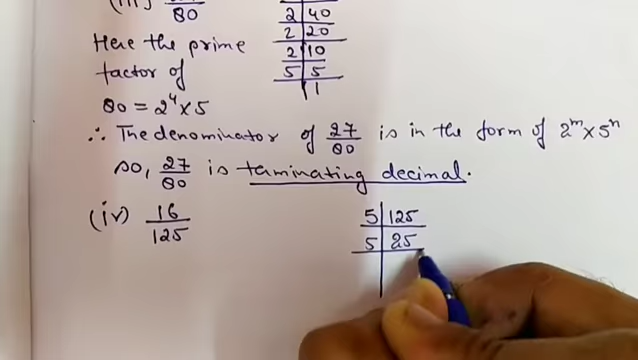 80
2 | 40
2 | 20
Here the prime
2 | 10
factor of
5 | 5
1
80 = 2⁴ × 5
∴ The denominator of 27/80 is in the form of 2ᵐ × 5ⁿ
so, 27/80 is taminating decimal.
(iv) 16/125
5 | 125
5 | 25